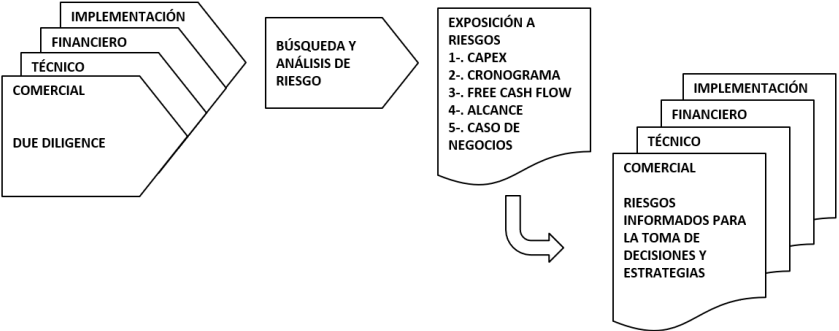 IMPLEMENTACIÓN
FINANCIERO
TÉCNICO
COMERCIAL
DUE DILIGENCE
BÚSQUEDA Y
ANÁLISIS DE
RIESGO
EXPOSICIÓN A
RIESGOS
1-. CAPEX
2-. CRONOGRAMA
3-. FREE CASH FLOW
4-. ALCANCE
5-. CASO DE
NEGOCIOS
IMPLEMENTACIÓN
FINANCIERO
TÉCNICO
COMERCIAL
RIESGOS
INFORMADOS PARA
LA TOMA DE
DECISIONES Y
ESTRATEGIAS